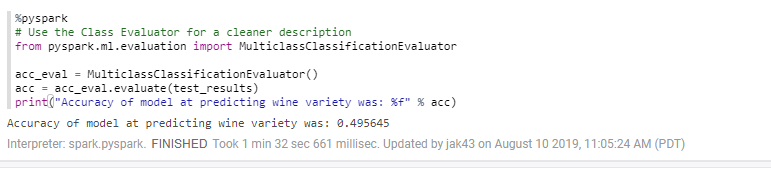 %pyspark
# Use the Class Evaluator for a cleaner description
from pyspark.ml.evaluation import MulticlassClassificationEvaluator
acc_eval = MulticlassClassificationEvaluator()
acc = acc_eval.evaluate(test_results)
print("Accuracy of model at predicting wine variety was: %f" % acc)
Accuracy of model at predicting wine variety was: 0.495645
Interpreter: spark.pyspark. FINISHED Took 1 min 32 sec 661 millisec. Updated by jak43 on August 10 2019, 11:05:24 AM (PDT)